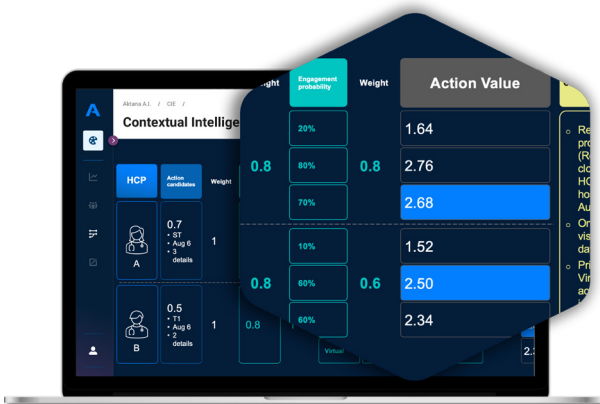 Aktana A.I. / CIE /
Contextual Intellige
HCP
Action
candidates
Weight
ght
Engagement
probability
Weight
Action Value
20%
1.64
0.8
80%
0.8
2.76
70%
2.68
10%
1.52
0.8
60%
0.6
2.50
60%
2.34
0.7
• ST
• Aug 6
• 3
details
1
A
0.5
• T1
• Aug 6
• 2
details
1
0.8
B
Virtual